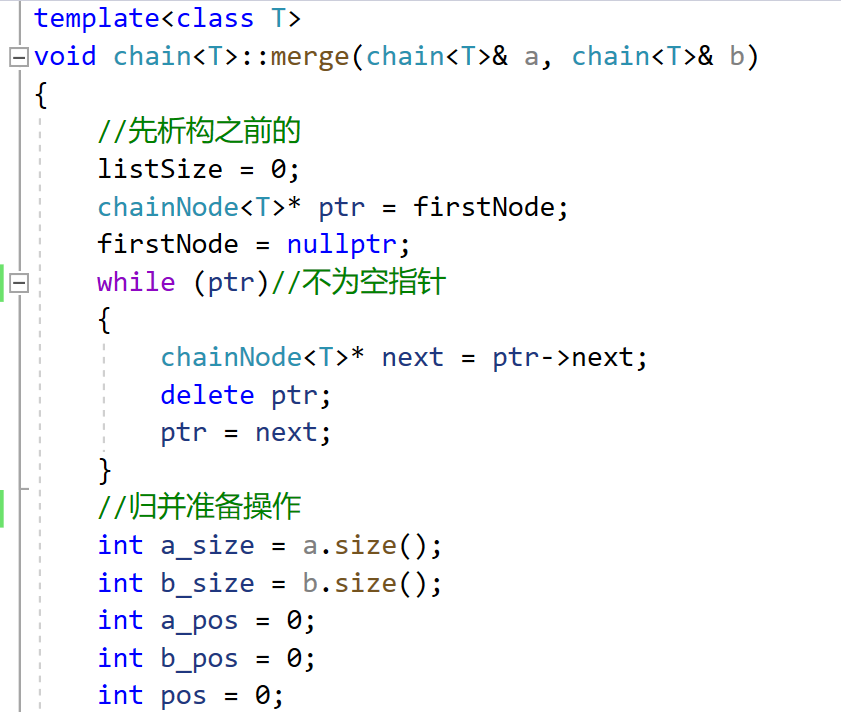 template<class T>
void chain<T>::merge(chain<T>& a, chain<T>& b)
{
//先析构之前的
listSize = 0;
chainNode<T>* ptr = firstNode;
firstNode = nullptr;
while (ptr)//不为空指针
{
chainNode<T>* next = ptr->next;
delete ptr;
ptr = next;
}
//归并准备操作
int a_size = a.size();
int b_size = b.size();
int a_pos = 0;
int b_pos = 0;
int pos = 0;